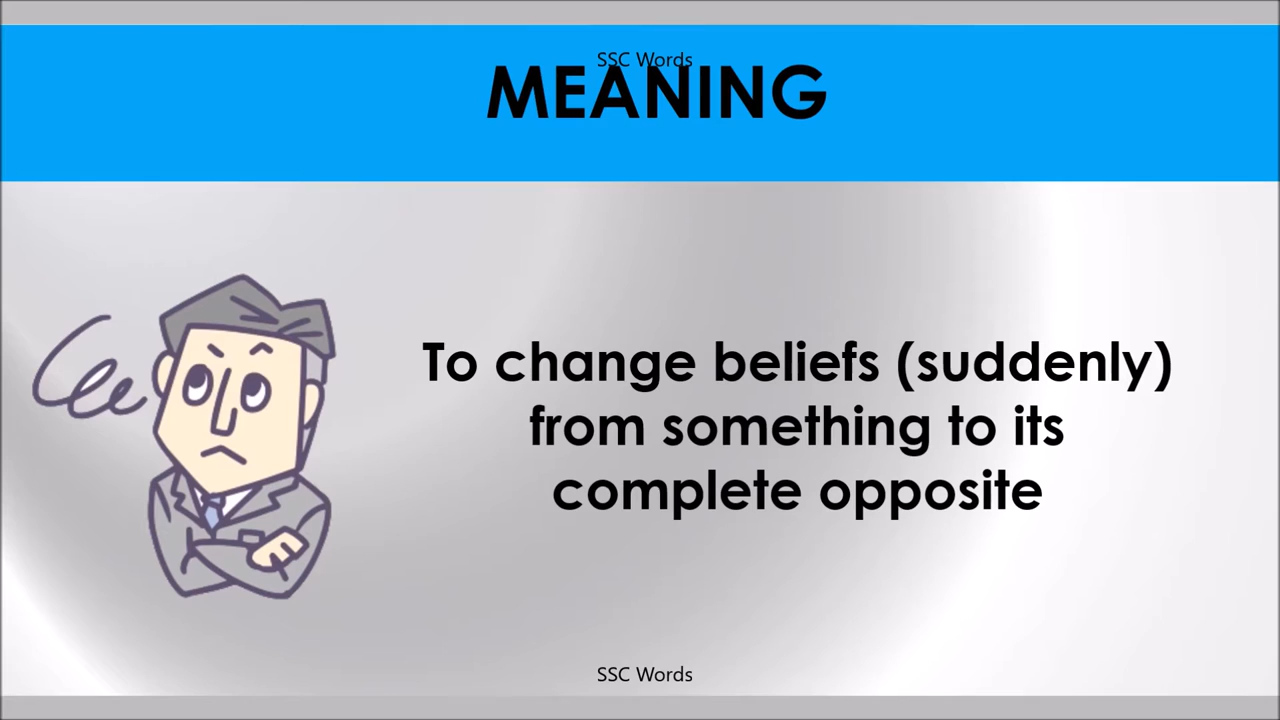 SSC Words
MEANING
To change beliefs (suddenly)
from something to its
complete opposite
SSC Words